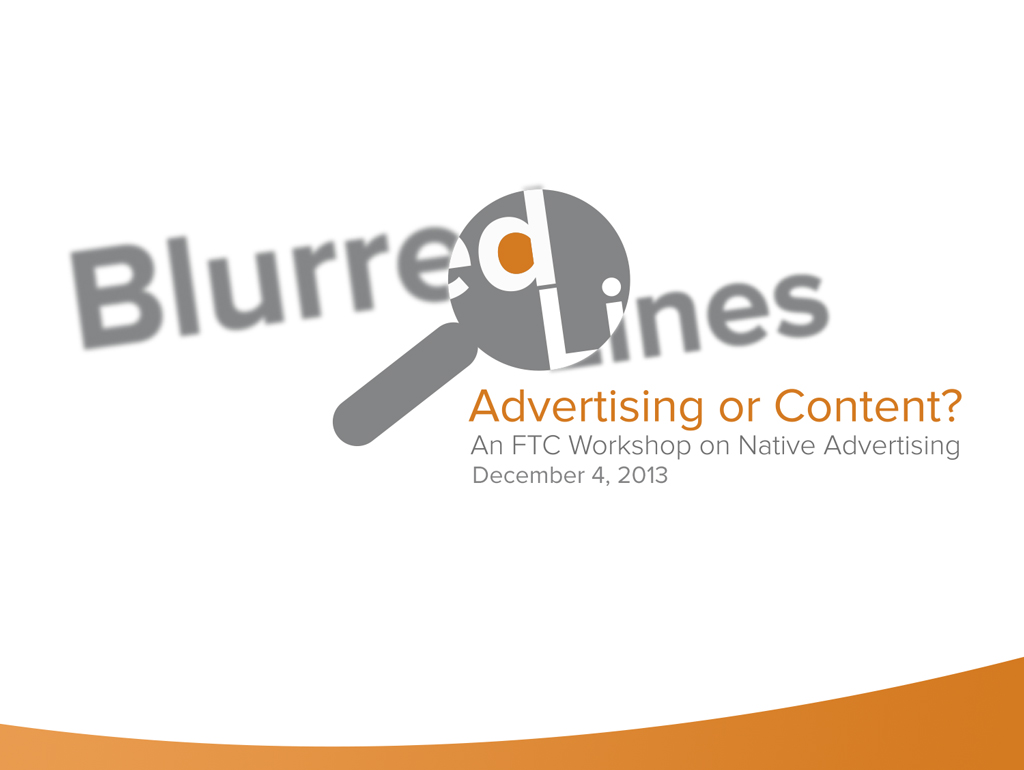 Blurred
Lines
Advertising or Content?
An FTC Workshop on Native Advertising
December 4, 2013